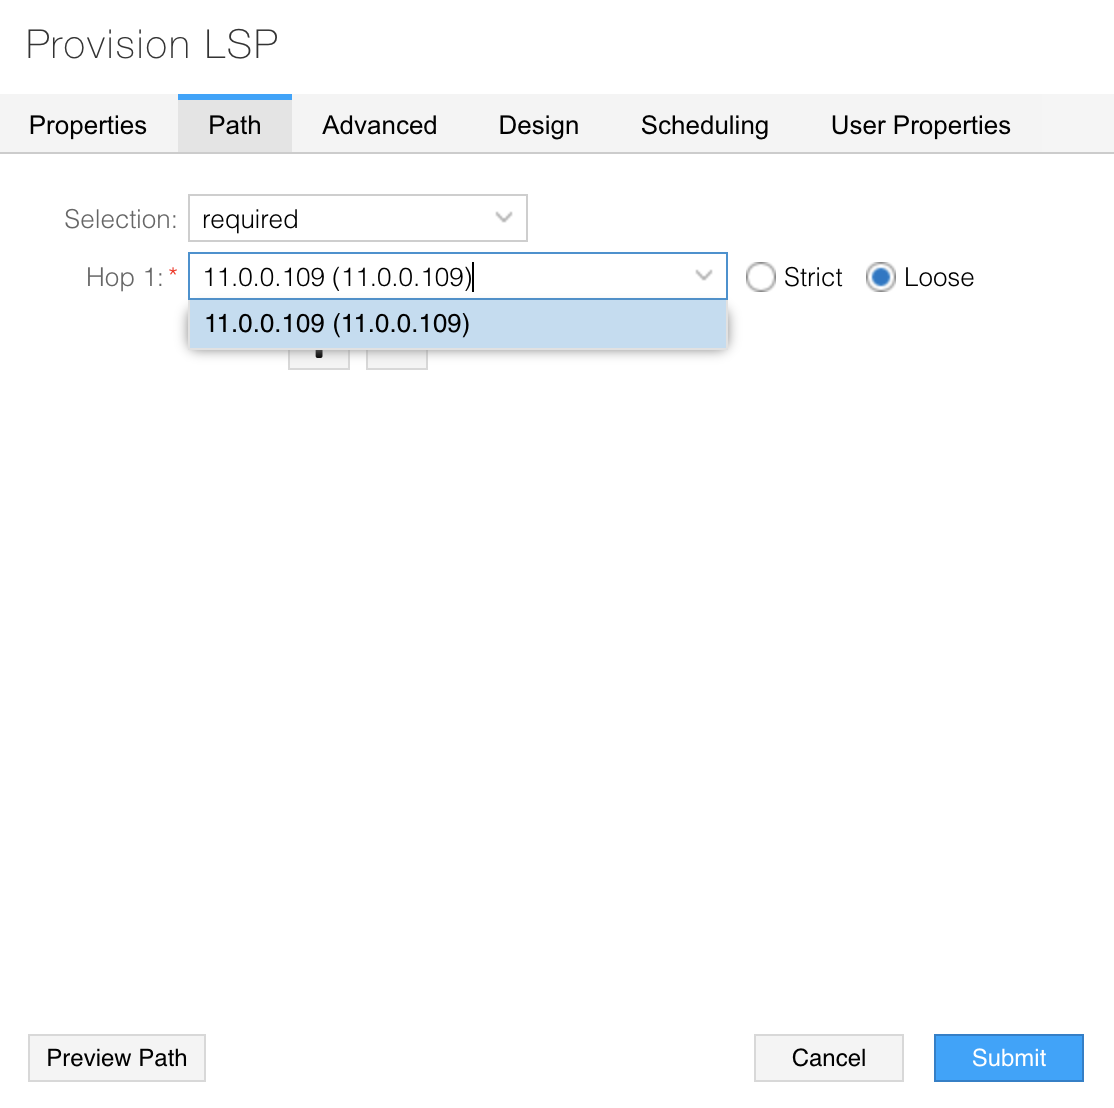 Provision LSP
Properties Path Advanced Design Scheduling User Properties
Selection: required
Hop 1:* 11.0.0.109 (11.0.0.109) Strict Loose
11.0.0.109 (11.0.0.109)
Preview Path Cancel Submit